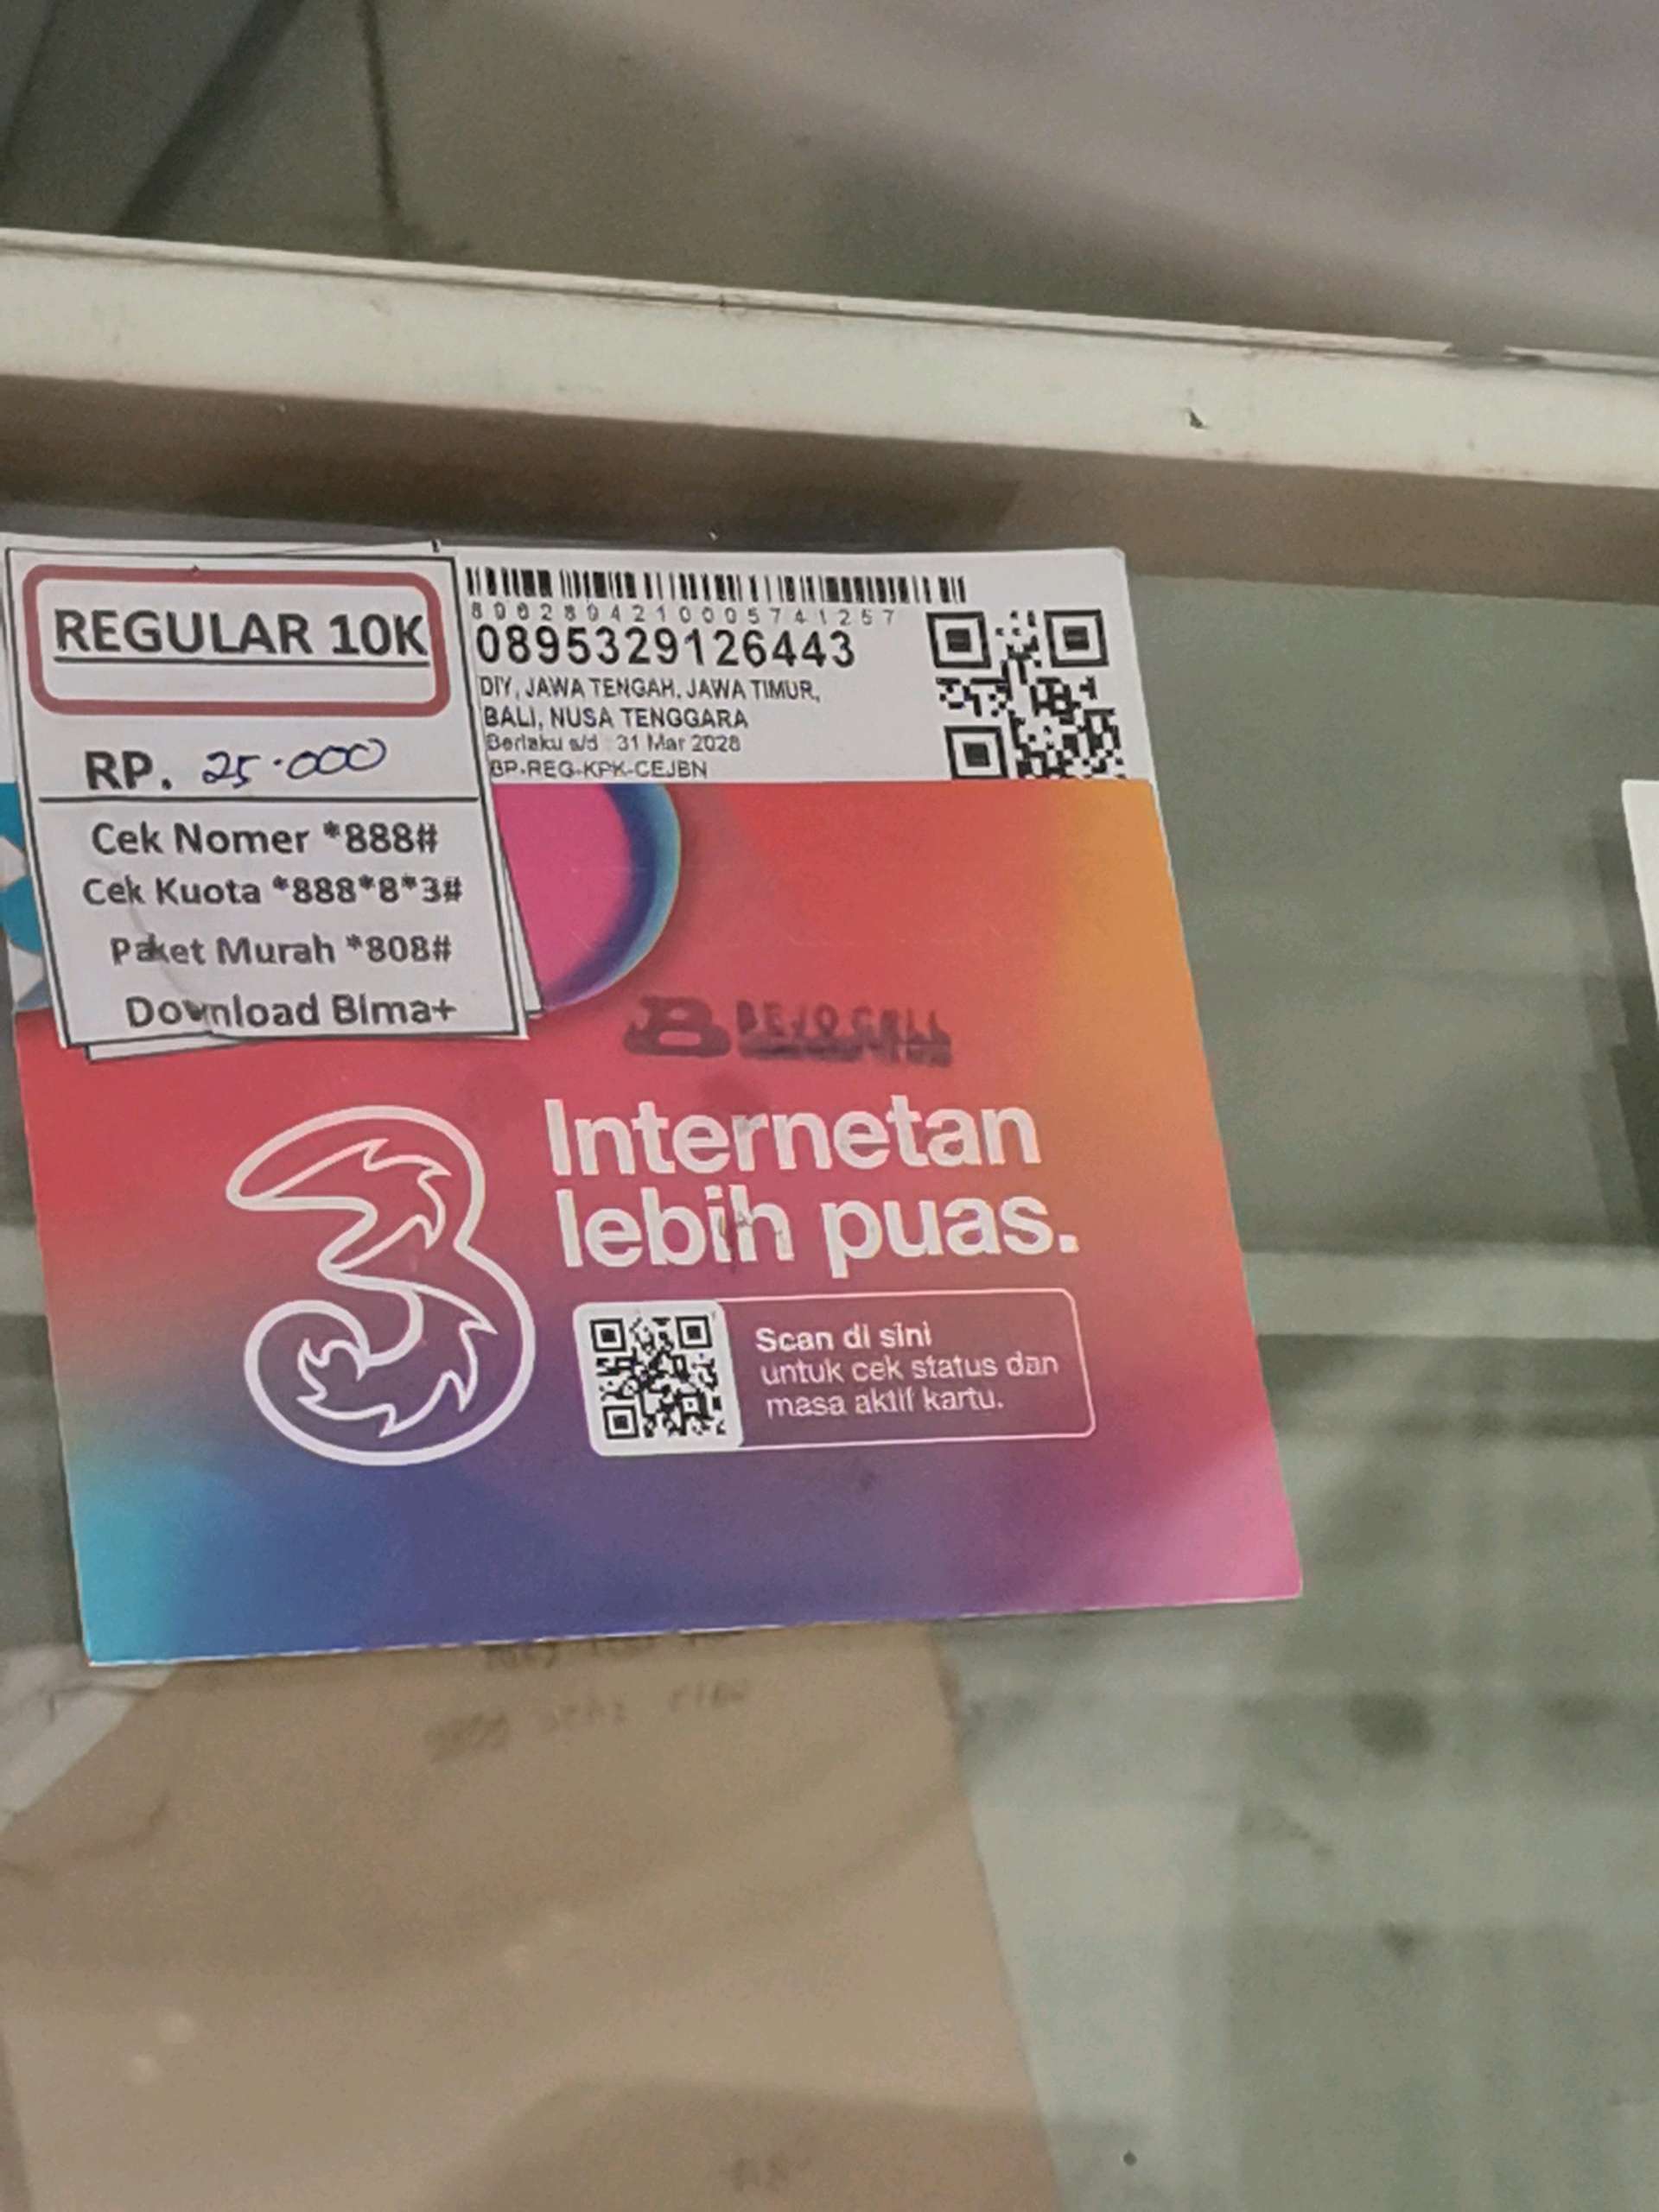 REGULAR 10K
RP. 25.000
Cek Nomer *888#
Cek Kuota *888*8*3#
Paket Murah *808#
Download Bima+
0895329126443
DIY, JAWA TENGAH, JAWA TIMUR,
BALI, NUSA TENGGARA
Berlaku s/d : 31 Mar 2028
BP-REG-KPK-CEJBN
B BEJO CELL
3
Internetan
lebih puas.
Scan di sini
untuk cek status dan
masa aktif kartu.